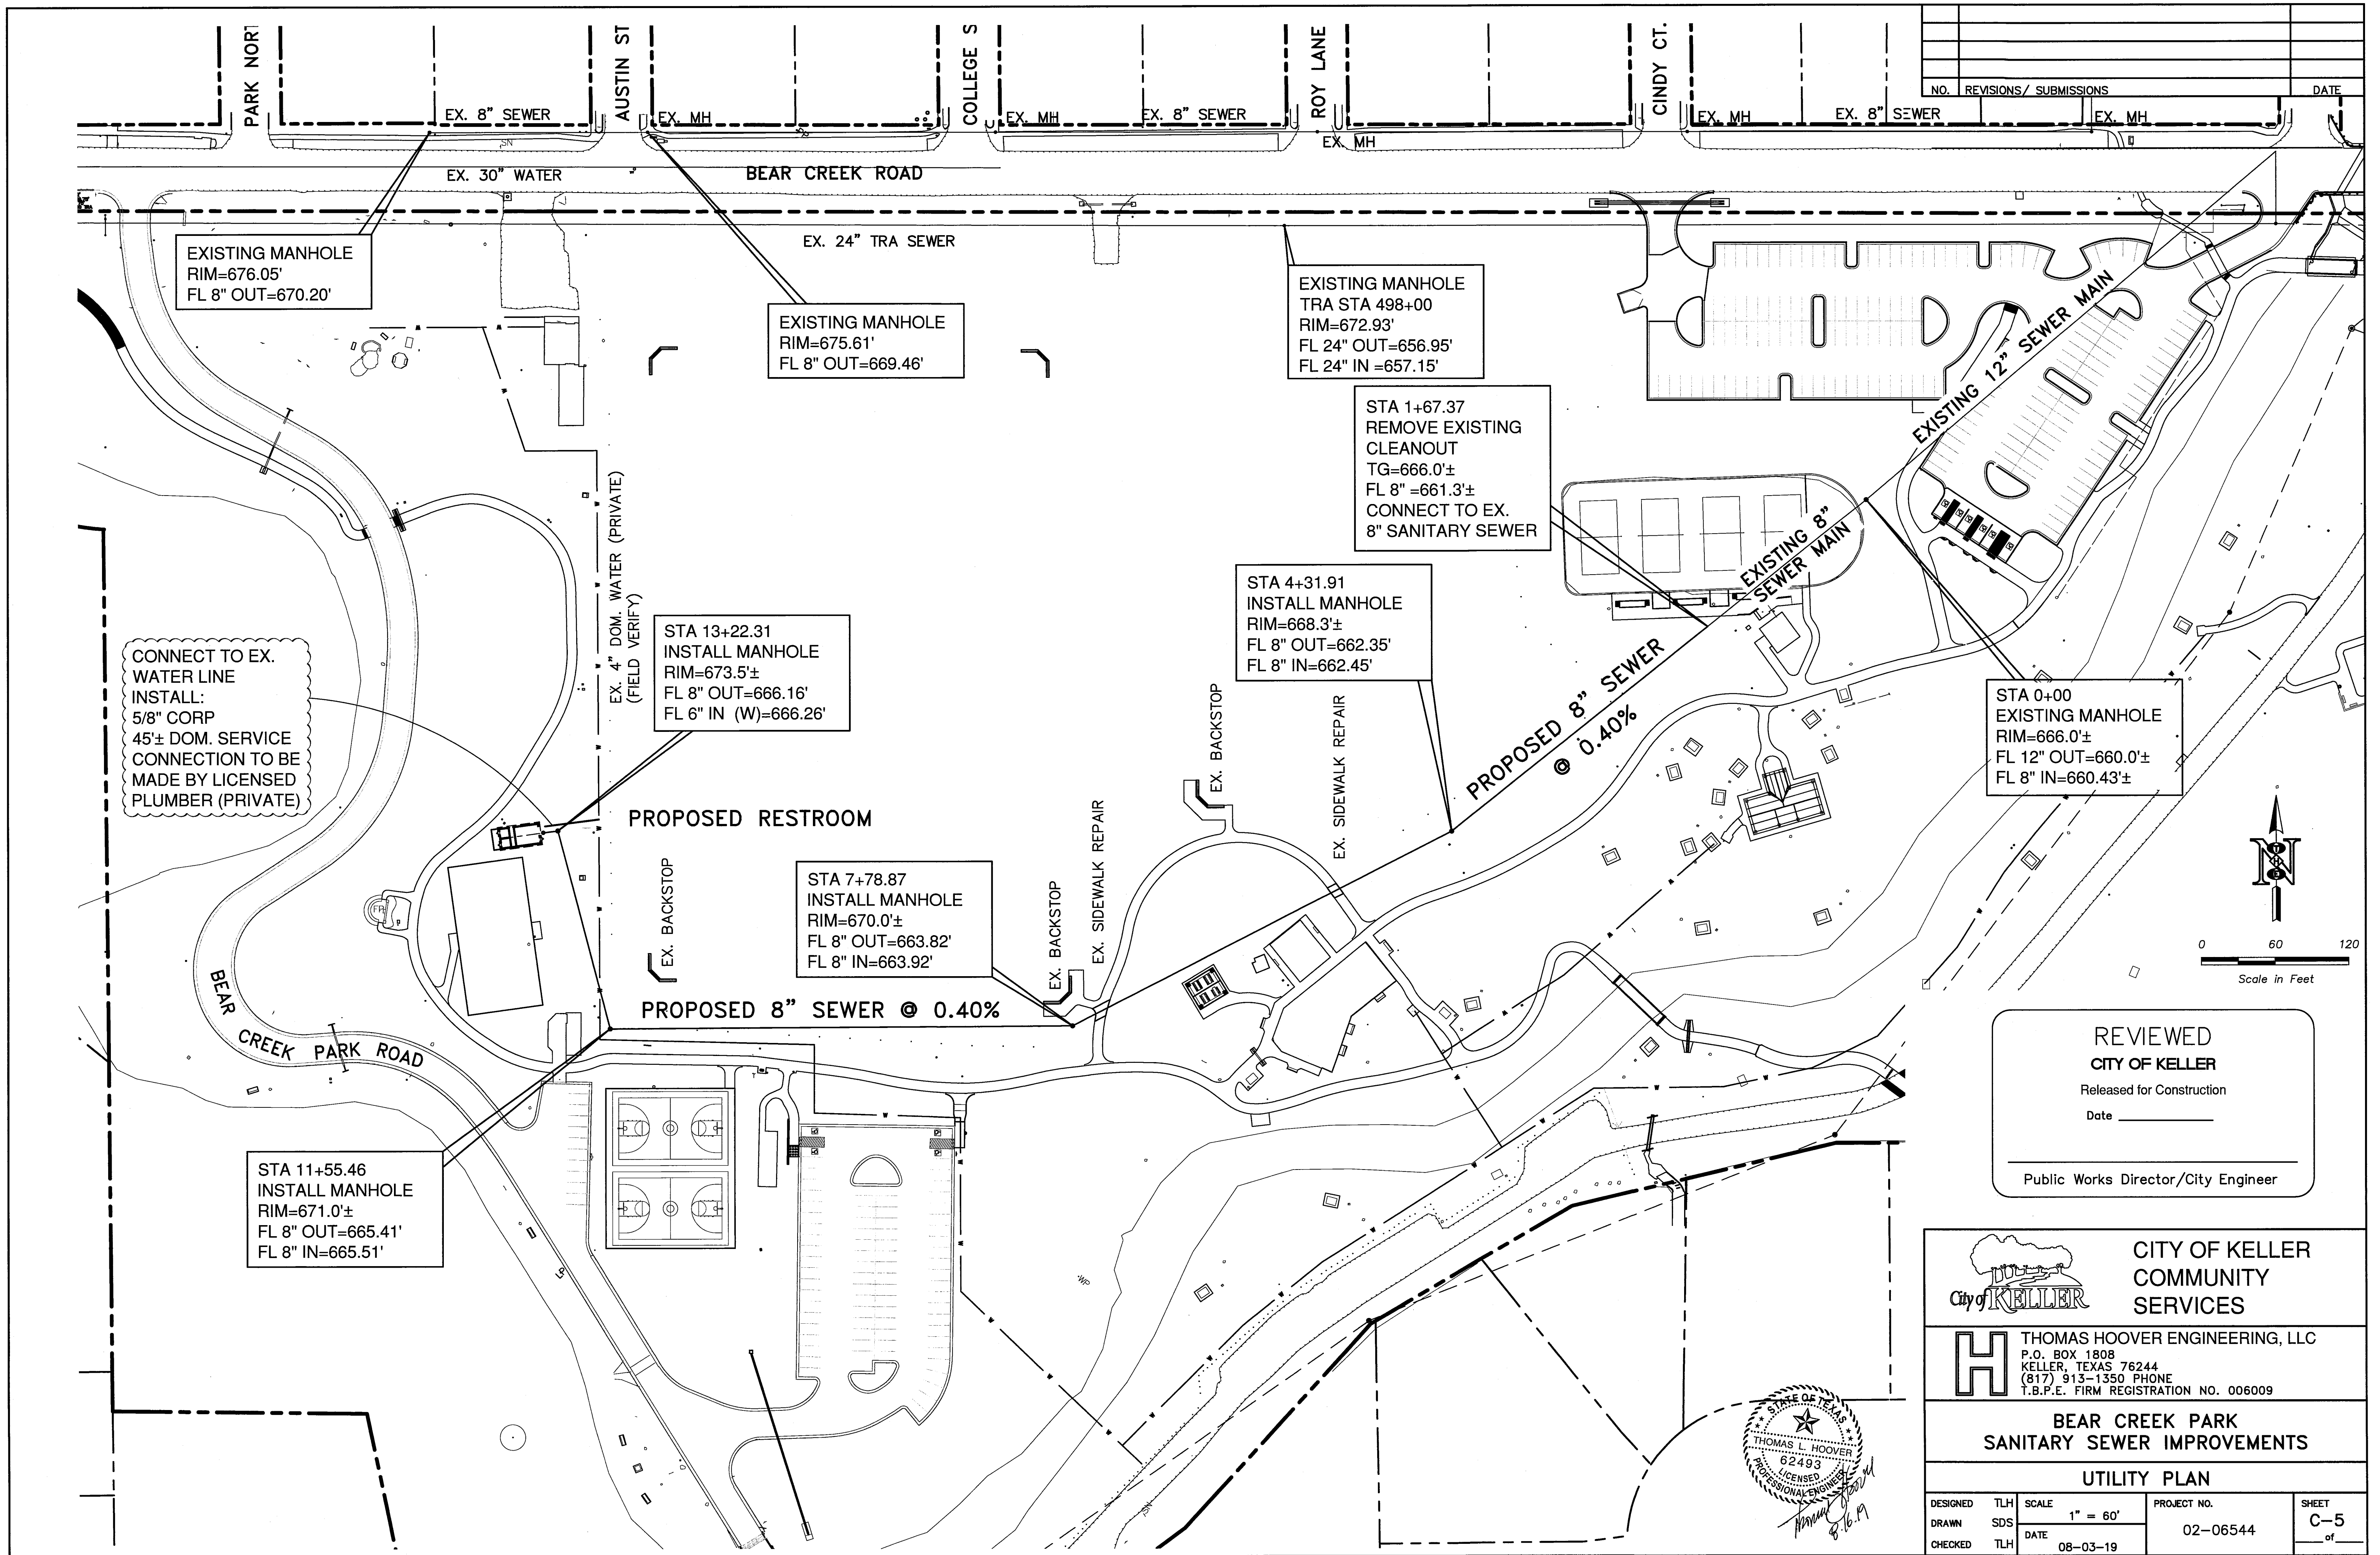 PARK NORT
AUSTIN ST
COLLEGE S
ROY LANE
CINDY CT.
NO. REVISIONS/ SUBMISSIONS DATE
EX. 8" SEWER
EX. MH
EX. MH
EX. 8" SEWER
EX. MH
EX. MH
EX. 8" SEWER
EX. MH
SN
EX. 30" WATER
BEAR CREEK ROAD
EX. 24" TRA SEWER
EXISTING MANHOLE
RIM=676.05'
FL 8" OUT=670.20'
EXISTING MANHOLE
RIM=675.61'
FL 8" OUT=669.46'
EXISTING MANHOLE
TRA STA 498+00
RIM=672.93'
FL 24" OUT=656.95'
FL 24" IN =657.15'
EXISTING 12" SEWER MAIN
STA 1+67.37
REMOVE EXISTING
CLEANOUT
TG=666.0'±
FL 8" =661.3'±
CONNECT TO EX.
8" SANITARY SEWER
EXISTING 8"
SEWER MAIN
EX. 4" DOM. WATER (PRIVATE)
(FIELD VERIFY)
STA 4+31.91
INSTALL MANHOLE
RIM=668.3'±
FL 8" OUT=662.35'
FL 8" IN=662.45'
STA 13+22.31
INSTALL MANHOLE
RIM=673.5'±
FL 8" OUT=666.16'
FL 6" IN (W)=666.26'
CONNECT TO EX.
WATER LINE
INSTALL:
5/8" CORP
45'± DOM. SERVICE
CONNECTION TO BE
MADE BY LICENSED
PLUMBER (PRIVATE)
PROPOSED 8" SEWER
@ 0.40%
STA 0+00
EXISTING MANHOLE
RIM=666.0'±
FL 12" OUT=660.0'±
FL 8" IN=660.43'±
EX. BACKSTOP
EX. SIDEWALK REPAIR
PROPOSED RESTROOM
EX. BACKSTOP
EX. BACKSTOP
EX. SIDEWALK REPAIR
STA 7+78.87
INSTALL MANHOLE
RIM=670.0'±
FL 8" OUT=663.82'
FL 8" IN=663.92'
N
FP
0 60 120
Scale in Feet
PROPOSED 8" SEWER @ 0.40%
BEAR
CREEK PARK ROAD
REVIEWED
CITY OF KELLER
Released for Construction
Date
Public Works Director/City Engineer
STA 11+55.46
INSTALL MANHOLE
RIM=671.0'±
FL 8" OUT=665.41'
FL 8" IN=665.51'
LP
WP
SN
City of KELLER
CITY OF KELLER
COMMUNITY
SERVICES
H
THOMAS HOOVER ENGINEERING, LLC
P.O. BOX 1808
KELLER, TEXAS 76244
(817) 913-1350 PHONE
T.B.P.E. FIRM REGISTRATION NO. 006009
STATE OF TEXAS
THOMAS L. HOOVER
62493
LICENSED
PROFESSIONAL ENGINEER
8.16.19
BEAR CREEK PARK
SANITARY SEWER IMPROVEMENTS
UTILITY PLAN
DESIGNED TLH
DRAWN SDS
CHECKED TLH
SCALE
1" = 60'
DATE
08-03-19
PROJECT NO.
02-06544
SHEET
C-5
of